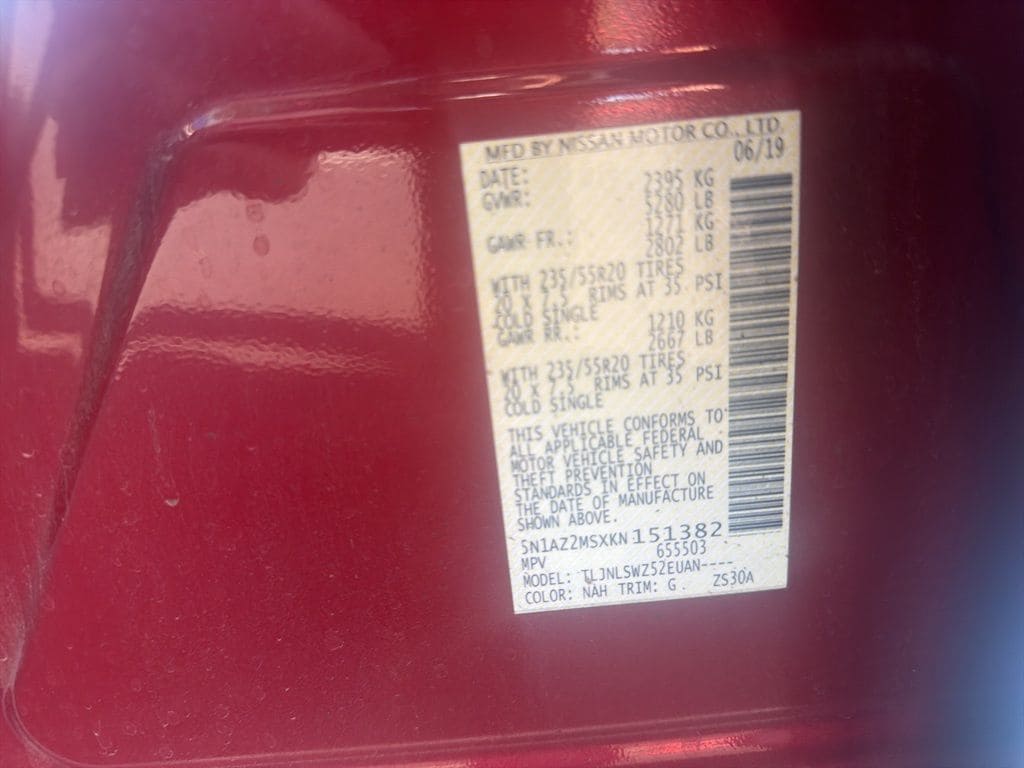 MFD BY NISSAN MOTOR CO., LTD.
DATE: 06/19
GVWR: 2395 KG
5280 LB
GAWR FR.: 1271 KG
2802 LB
WITH 235/55R20 TIRES
20 X 7.5 RIMS AT 35 PSI
COLD SINGLE
GAWR RR.: 1210 KG
2667 LB
WITH 235/55R20 TIRES
20 X 7.5 RIMS AT 35 PSI
COLD SINGLE
THIS VEHICLE CONFORMS TO
ALL APPLICABLE FEDERAL
MOTOR VEHICLE SAFETY AND
THEFT PREVENTION
STANDARDS IN EFFECT ON
THE DATE OF MANUFACTURE
SHOWN ABOVE.
5N1AZ2MSXKN151382
MPV 655503
MODEL: TLJNLSWZ52EUAN----
COLOR: NAH TRIM: G ZS30A